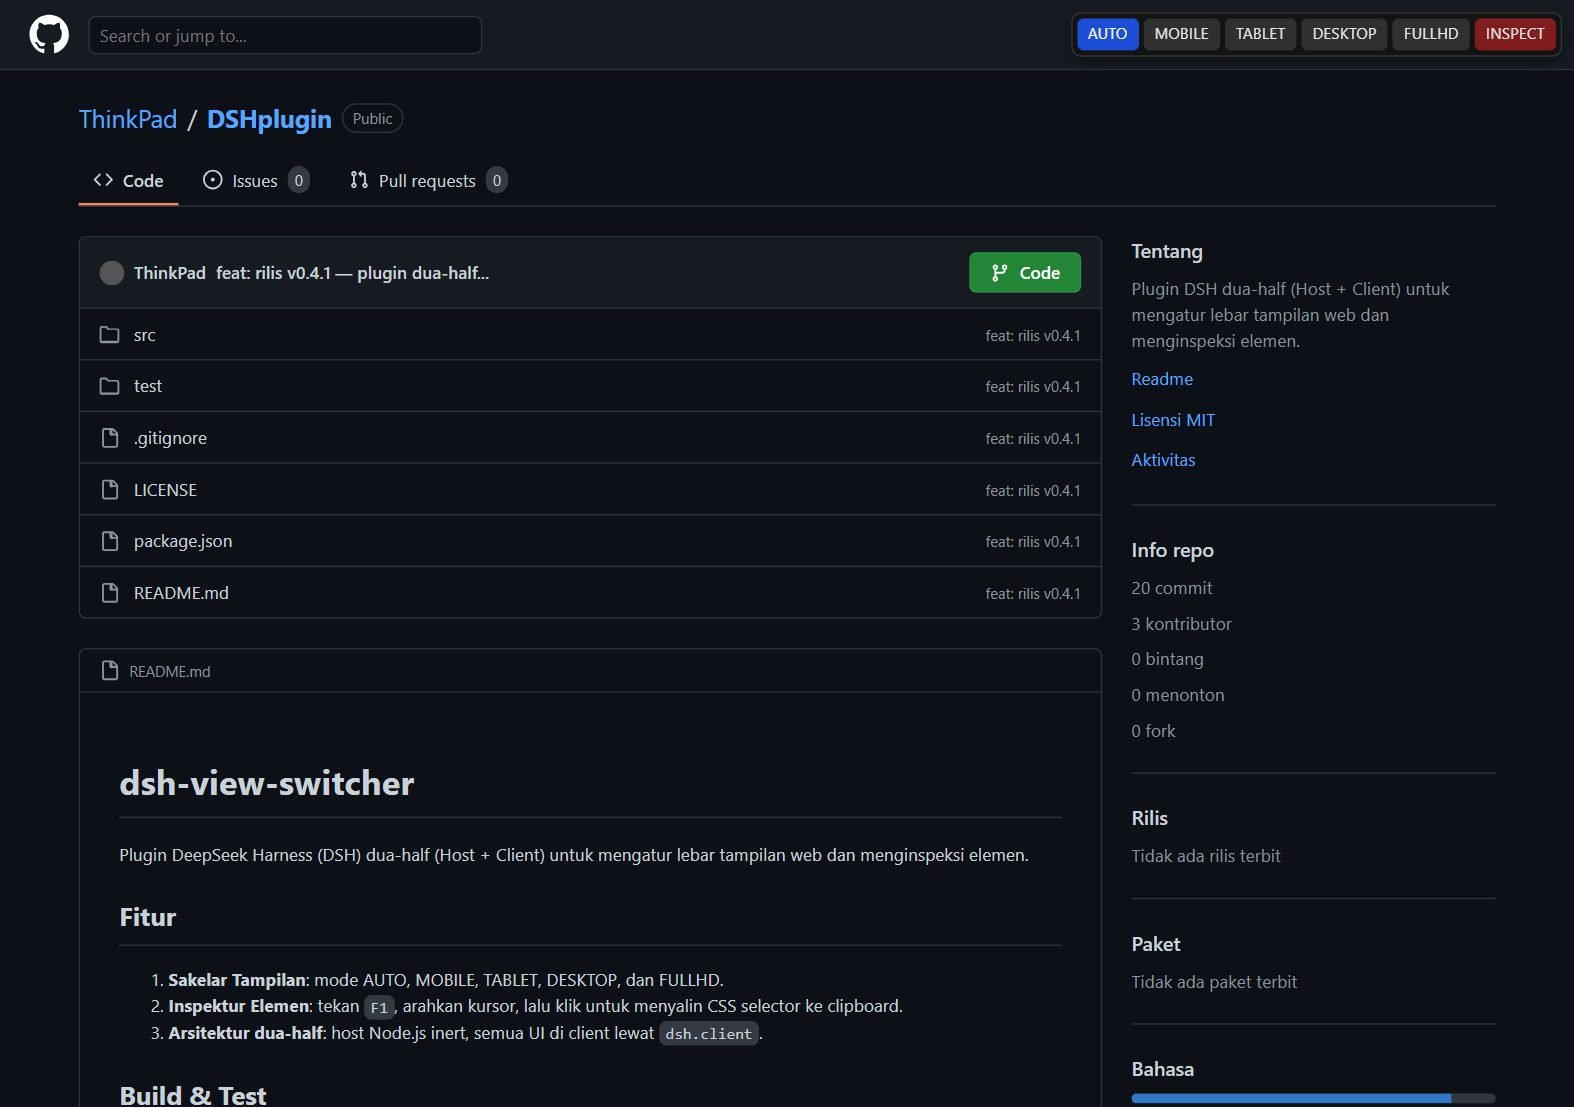 Search or jump to...
AUTO MOBILE TABLET DESKTOP FULLHD INSPECT
ThinkPad / DSHplugin Public
Code Issues 0 Pull requests 0
ThinkPad feat: rilis v0.4.1 — plugin dua-half... Code
src feat: rilis v0.4.1
test feat: rilis v0.4.1
.gitignore feat: rilis v0.4.1
LICENSE feat: rilis v0.4.1
package.json feat: rilis v0.4.1
README.md feat: rilis v0.4.1
README.md
dsh-view-switcher
Plugin DeepSeek Harness (DSH) dua-half (Host + Client) untuk mengatur lebar tampilan web dan menginspeksi elemen.
Fitur
1. Sakelar Tampilan: mode AUTO, MOBILE, TABLET, DESKTOP, dan FULLHD.
2. Inspektur Elemen: tekan F1, arahkan kursor, lalu klik untuk menyalin CSS selector ke clipboard.
3. Arsitektur dua-half: host Node.js inert, semua UI di client lewat dsh.client.
Build & Test
Tentang
Plugin DSH dua-half (Host + Client) untuk
mengatur lebar tampilan web dan
menginspeksi elemen.
Readme
Lisensi MIT
Aktivitas
Info repo
20 commit
3 kontributor
0 bintang
0 menonton
0 fork
Rilis
Tidak ada rilis terbit
Paket
Tidak ada paket terbit
Bahasa